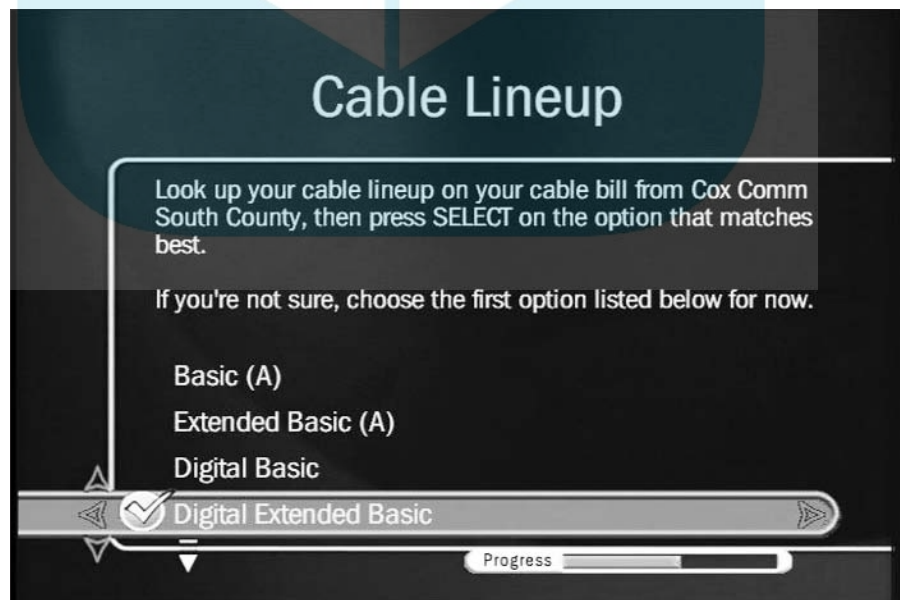 Cable Lineup
Look up your cable lineup on your cable bill from Cox Comm
South County, then press SELECT on the option that matches
best.
If you're not sure, choose the first option listed below for now.
Basic (A)
Extended Basic (A)
Digital Basic
Digital Extended Basic
Progress